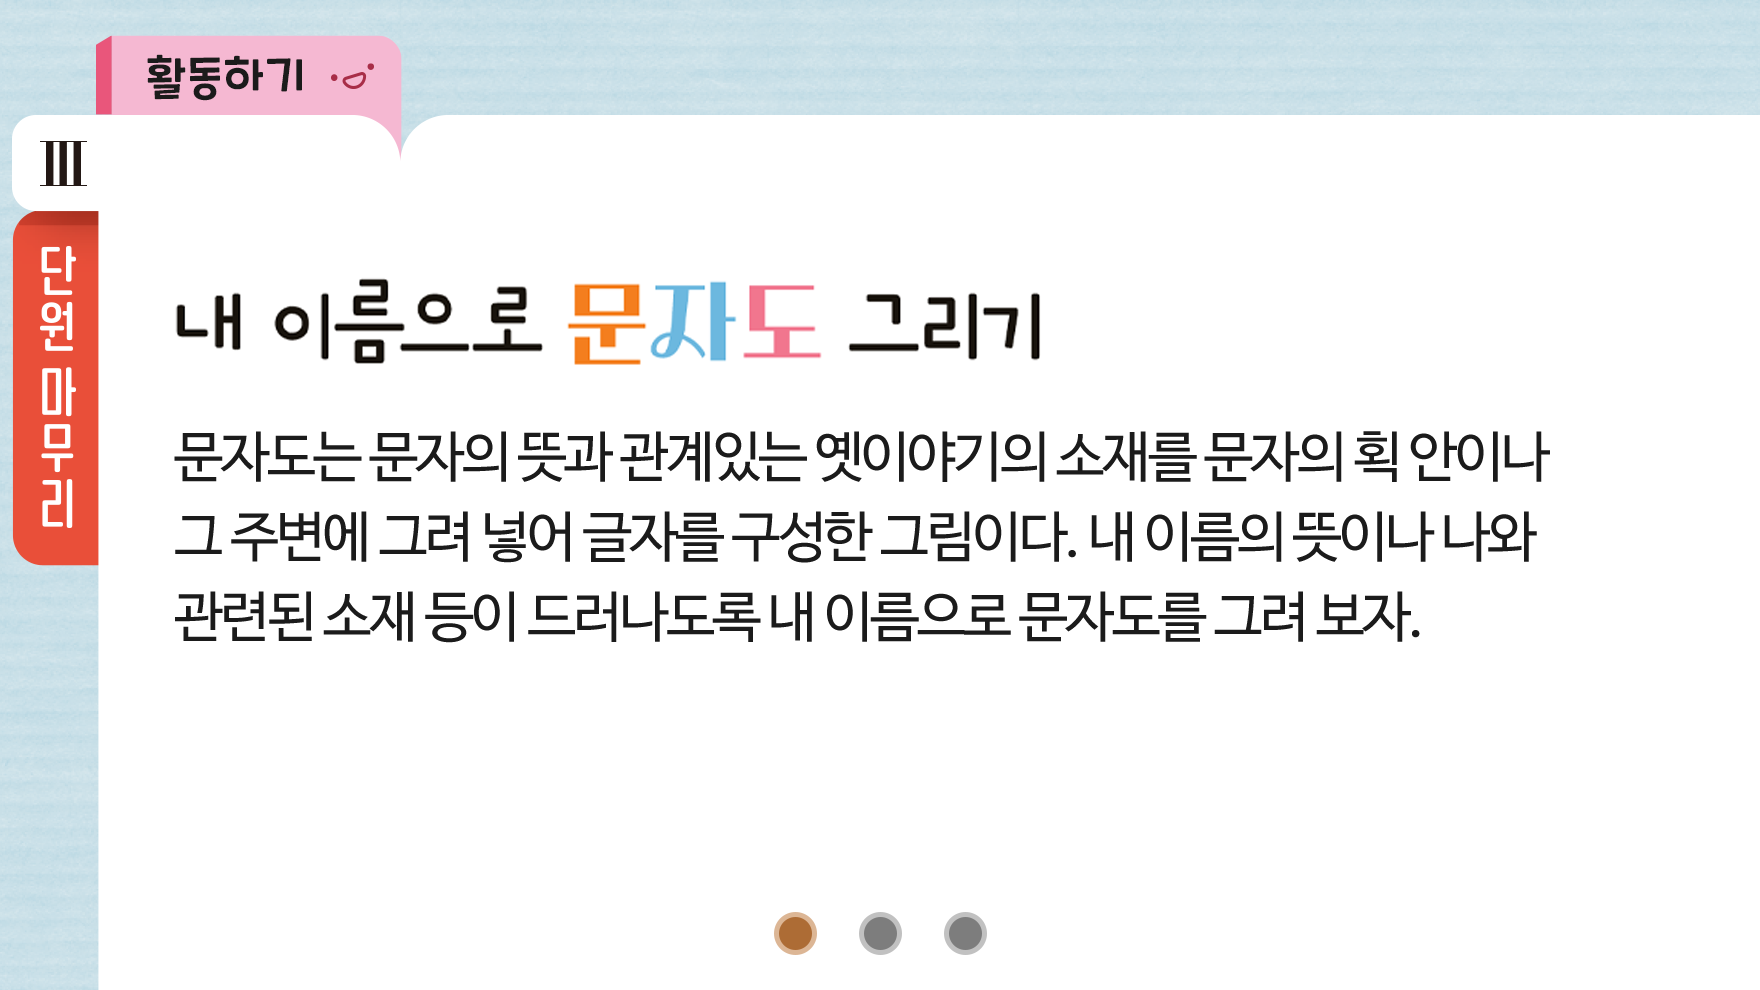 활동하기
III
단원 마무리
내 이름으로 문자도 그리기
문자도는 문자의 뜻과 관계있는 옛이야기의 소재를 문자의 획 안이나
그 주변에 그려 넣어 글자를 구성한 그림이다. 내 이름의 뜻이나 나와
관련된 소재 등이 드러나도록 내 이름으로 문자도를 그려 보자.